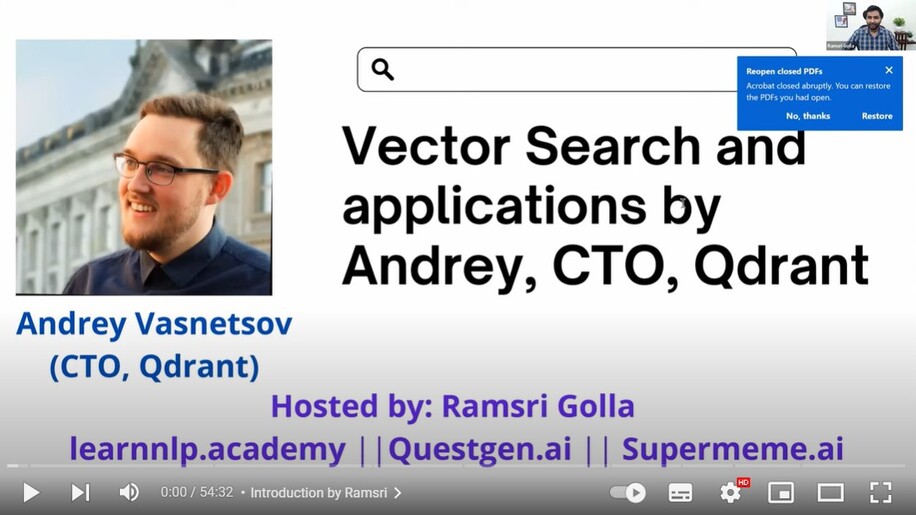 Ramsri Golla
Reopen closed PDFs
Acrobat closed abruptly. You can restore
the PDFs you had open.
No, thanks
Restore
Vector Search and
applications by
Andrey, CTO, Qdrant
Andrey Vasnetsov
(CTO, Qdrant)
Hosted by: Ramsri Golla
learnnlp.academy ||Questgen.ai || Supermeme.ai
0:00 / 54:32 • Introduction by Ramsri
HD